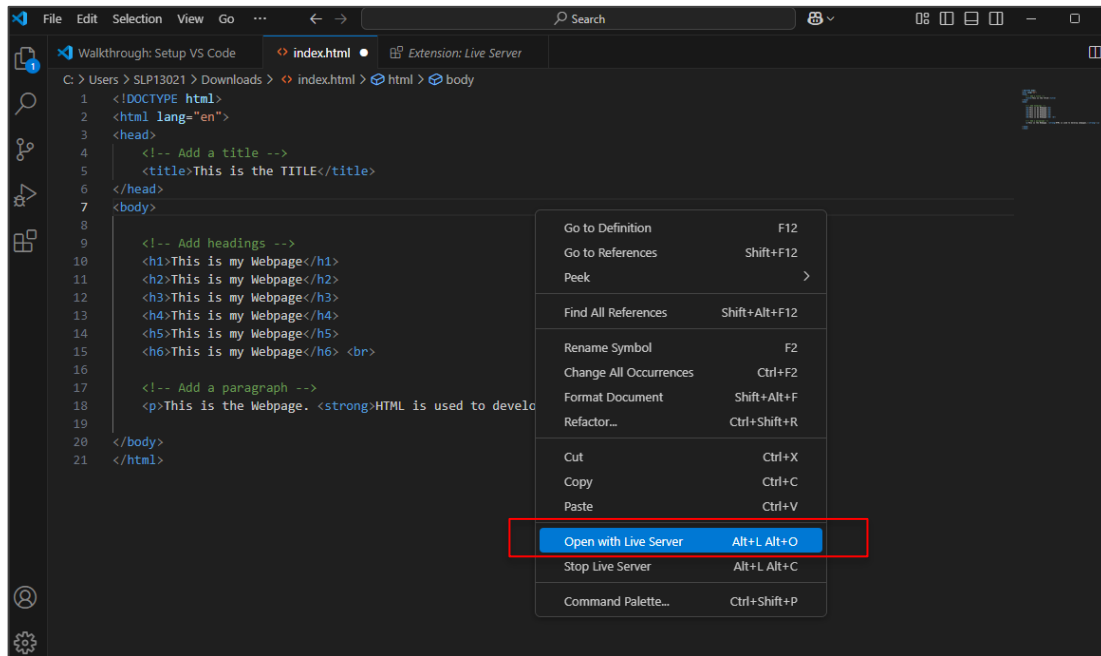 File Edit Selection View Go ··· Search
Walkthrough: Setup VS Code index.html Extension: Live Server
C: > Users > SLP13021 > Downloads > index.html > html > body
1 <!DOCTYPE html>
2 <html lang="en">
3 <head>
4 <!-- Add a title -->
5 <title>This is the TITLE</title>
6 </head>
7 <body>
8
9 <!-- Add headings -->
10 <h1>This is my Webpage</h1>
11 <h2>This is my Webpage</h2>
12 <h3>This is my Webpage</h3>
13 <h4>This is my Webpage</h4>
14 <h5>This is my Webpage</h5>
15 <h6>This is my Webpage</h6> <br>
16
17 <!-- Add a paragraph -->
18 <p>This is the Webpage. <strong>HTML is used to develo
19
20 </body>
21 </html>
1
Go to Definition F12
Go to References Shift+F12
Peek
Find All References Shift+Alt+F12
Rename Symbol F2
Change All Occurrences Ctrl+F2
Format Document Shift+Alt+F
Refactor... Ctrl+Shift+R
Cut Ctrl+X
Copy Ctrl+C
Paste Ctrl+V
Open with Live Server Alt+L Alt+O
Stop Live Server Alt+L Alt+C
Command Palette... Ctrl+Shift+P